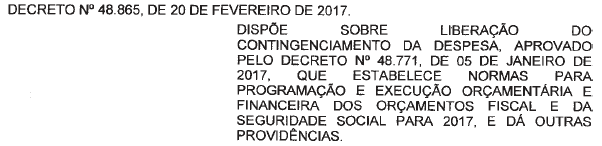 DECRETO Nº 48.865, DE 20 DE FEVEREIRO DE 2017.
DISPÕE SOBRE LIBERAÇÃO DO
CONTINGENCIAMENTO DA DESPESA, APROVADO
PELO DECRETO Nº 48.771, DE 05 DE JANEIRO DE
2017, QUE ESTABELECE NORMAS PARA
PROGRAMAÇÃO E EXECUÇÃO ORÇAMENTÁRIA E
FINANCEIRA DOS ORÇAMENTOS FISCAL E DA
SEGURIDADE SOCIAL PARA 2017, E DÁ OUTRAS
PROVIDÊNCIAS.